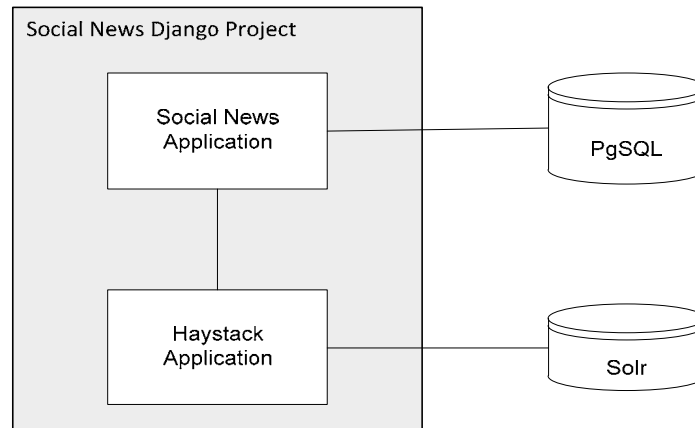 Social News Django Project
Social News
Application
PgSQL
Haystack
Application
Solr